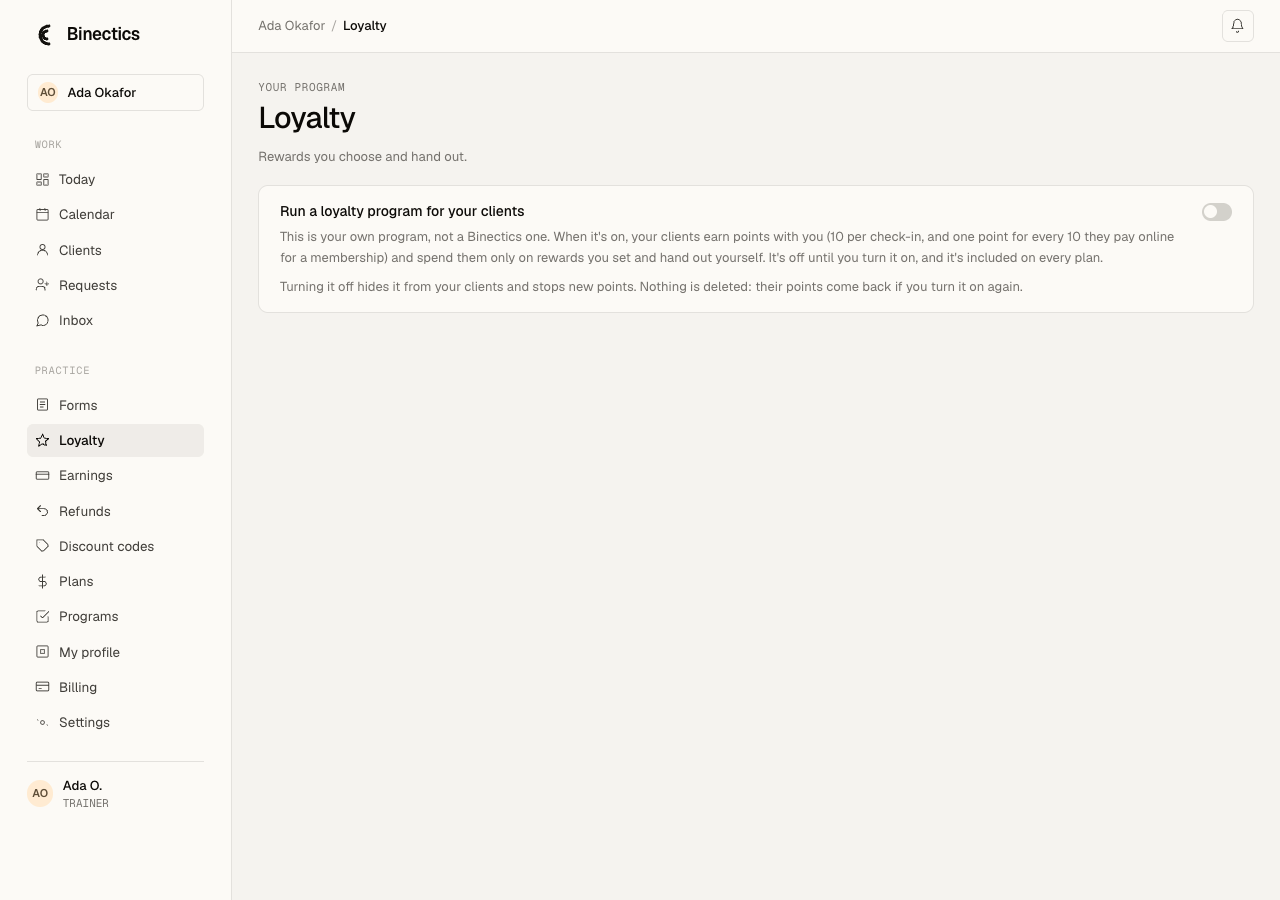 Binectics
Ada Okafor / Loyalty
AO Ada Okafor
WORK
Today
Calendar
Clients
Requests
Inbox
PRACTICE
Forms
Loyalty
Earnings
Refunds
Discount codes
Plans
Programs
My profile
Billing
Settings
AO Ada O.
TRAINER
YOUR PROGRAM
Loyalty
Rewards you choose and hand out.
Run a loyalty program for your clients
This is your own program, not a Binectics one. When it's on, your clients earn points with you (10 per check-in, and one point for every 10 they pay online
for a membership) and spend them only on rewards you set and hand out yourself. It's off until you turn it on, and it's included on every plan.
Turning it off hides it from your clients and stops new points. Nothing is deleted: their points come back if you turn it on again.